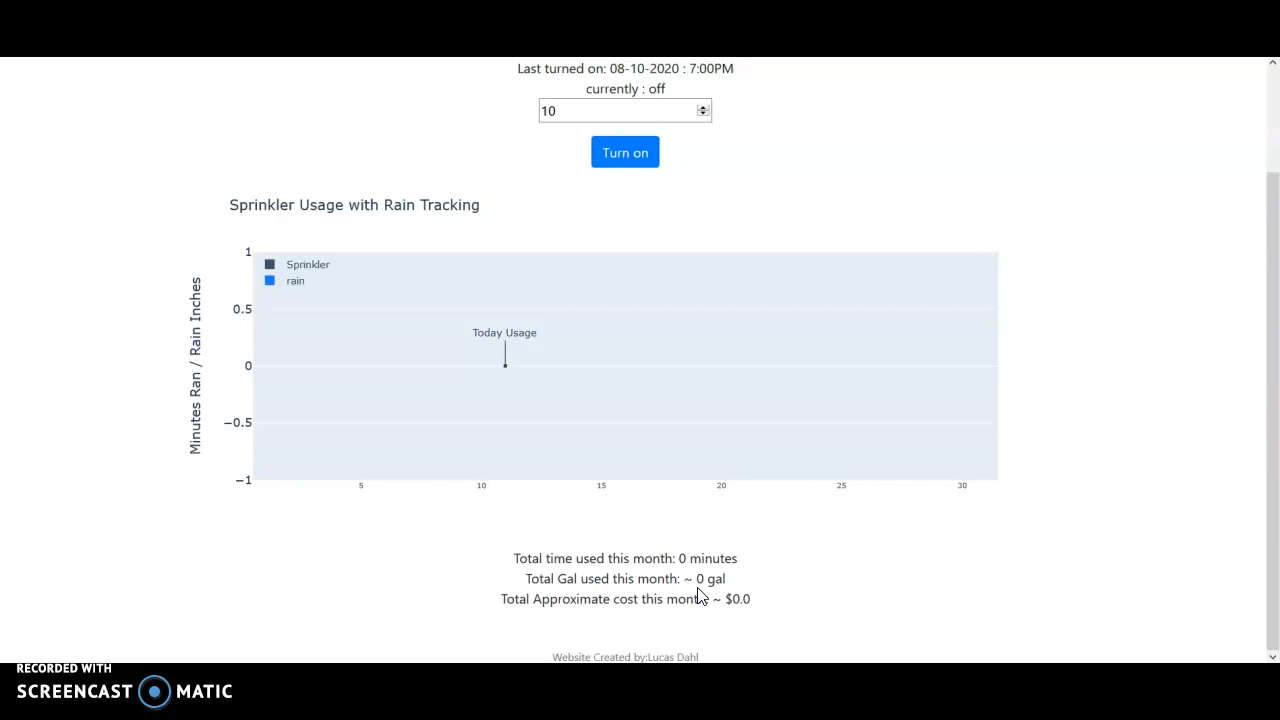 Last turned on: 08-10-2020 : 7:00PM
currently : off
10
Turn on
Sprinkler Usage with Rain Tracking
Minutes Ran / Rain Inches
1
0.5
0
−0.5
−1
Sprinkler
rain
Today Usage
5 10 15 20 25 30
Total time used this month: 0 minutes
Total Gal used this month: ~ 0 gal
Total Approximate cost this month ~ $0.0
Website Created by:Lucas Dahl
RECORDED WITH
SCREENCAST MATIC